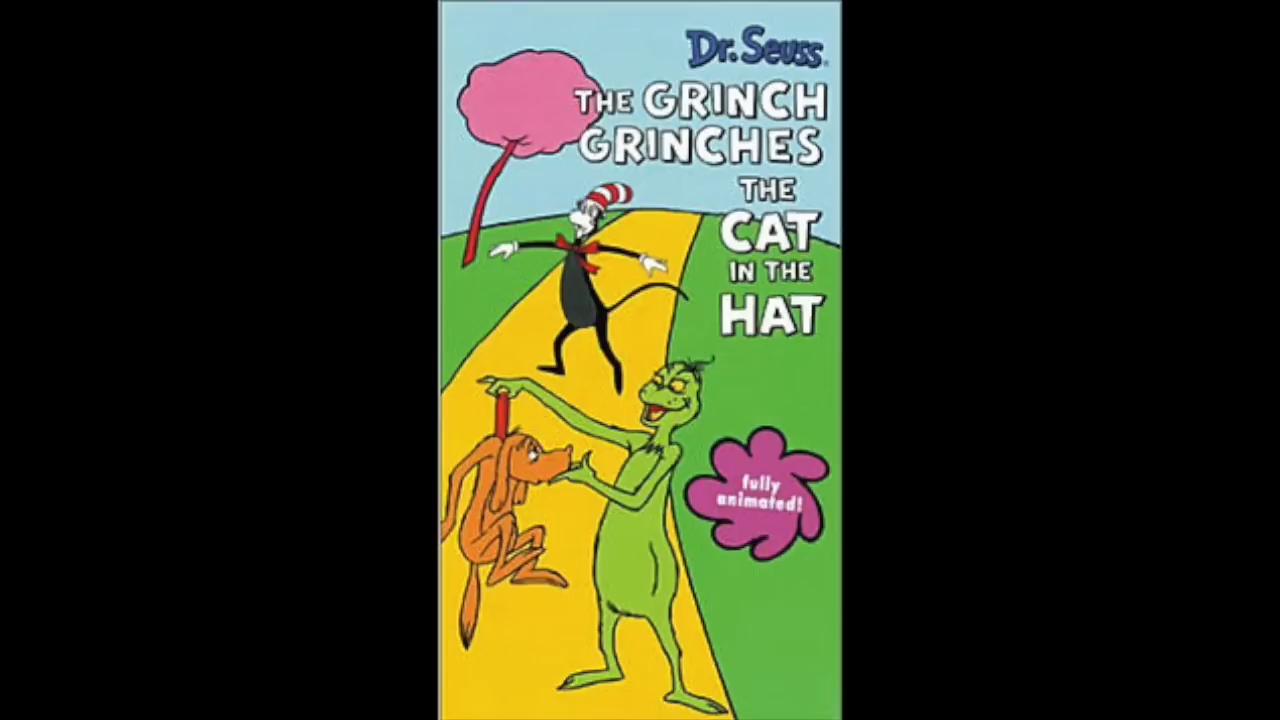 Dr. Seuss
THE GRINCH
GRINCHES
THE
CAT
IN THE
HAT
fully
animated!